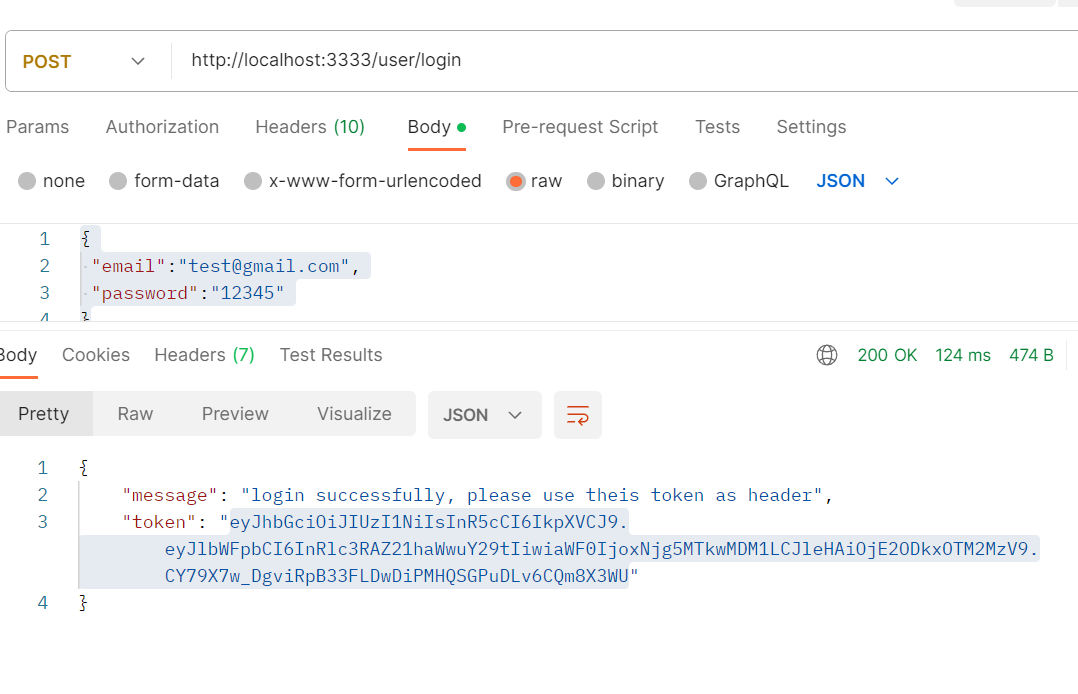 POST http://localhost:3333/user/login
Params Authorization Headers (10) Body Pre-request Script Tests Settings
none form-data x-www-form-urlencoded raw binary GraphQL JSON
1 {
2 "email":"test@gmail.com",
3 "password":"12345"
4 }
Body Cookies Headers (7) Test Results 200 OK 124 ms 474 B
Pretty Raw Preview Visualize JSON
1 {
2 "message": "login successfully, please use theis token as header",
3 "token": "eyJhbGciOiJIUzI1NiIsInR5cCI6IkpXVCJ9.
eyJlbWFpbCI6InRlc3RAZ21haWwuY29tIiwiaWF0IjoxNjg5MTkwMDM1LCJleHAiOjE2ODkxOTM2MzV9.
CY79X7w_DgviRpB33FLDwDiPMHQSGPuDLv6CQm8X3WU"
4 }